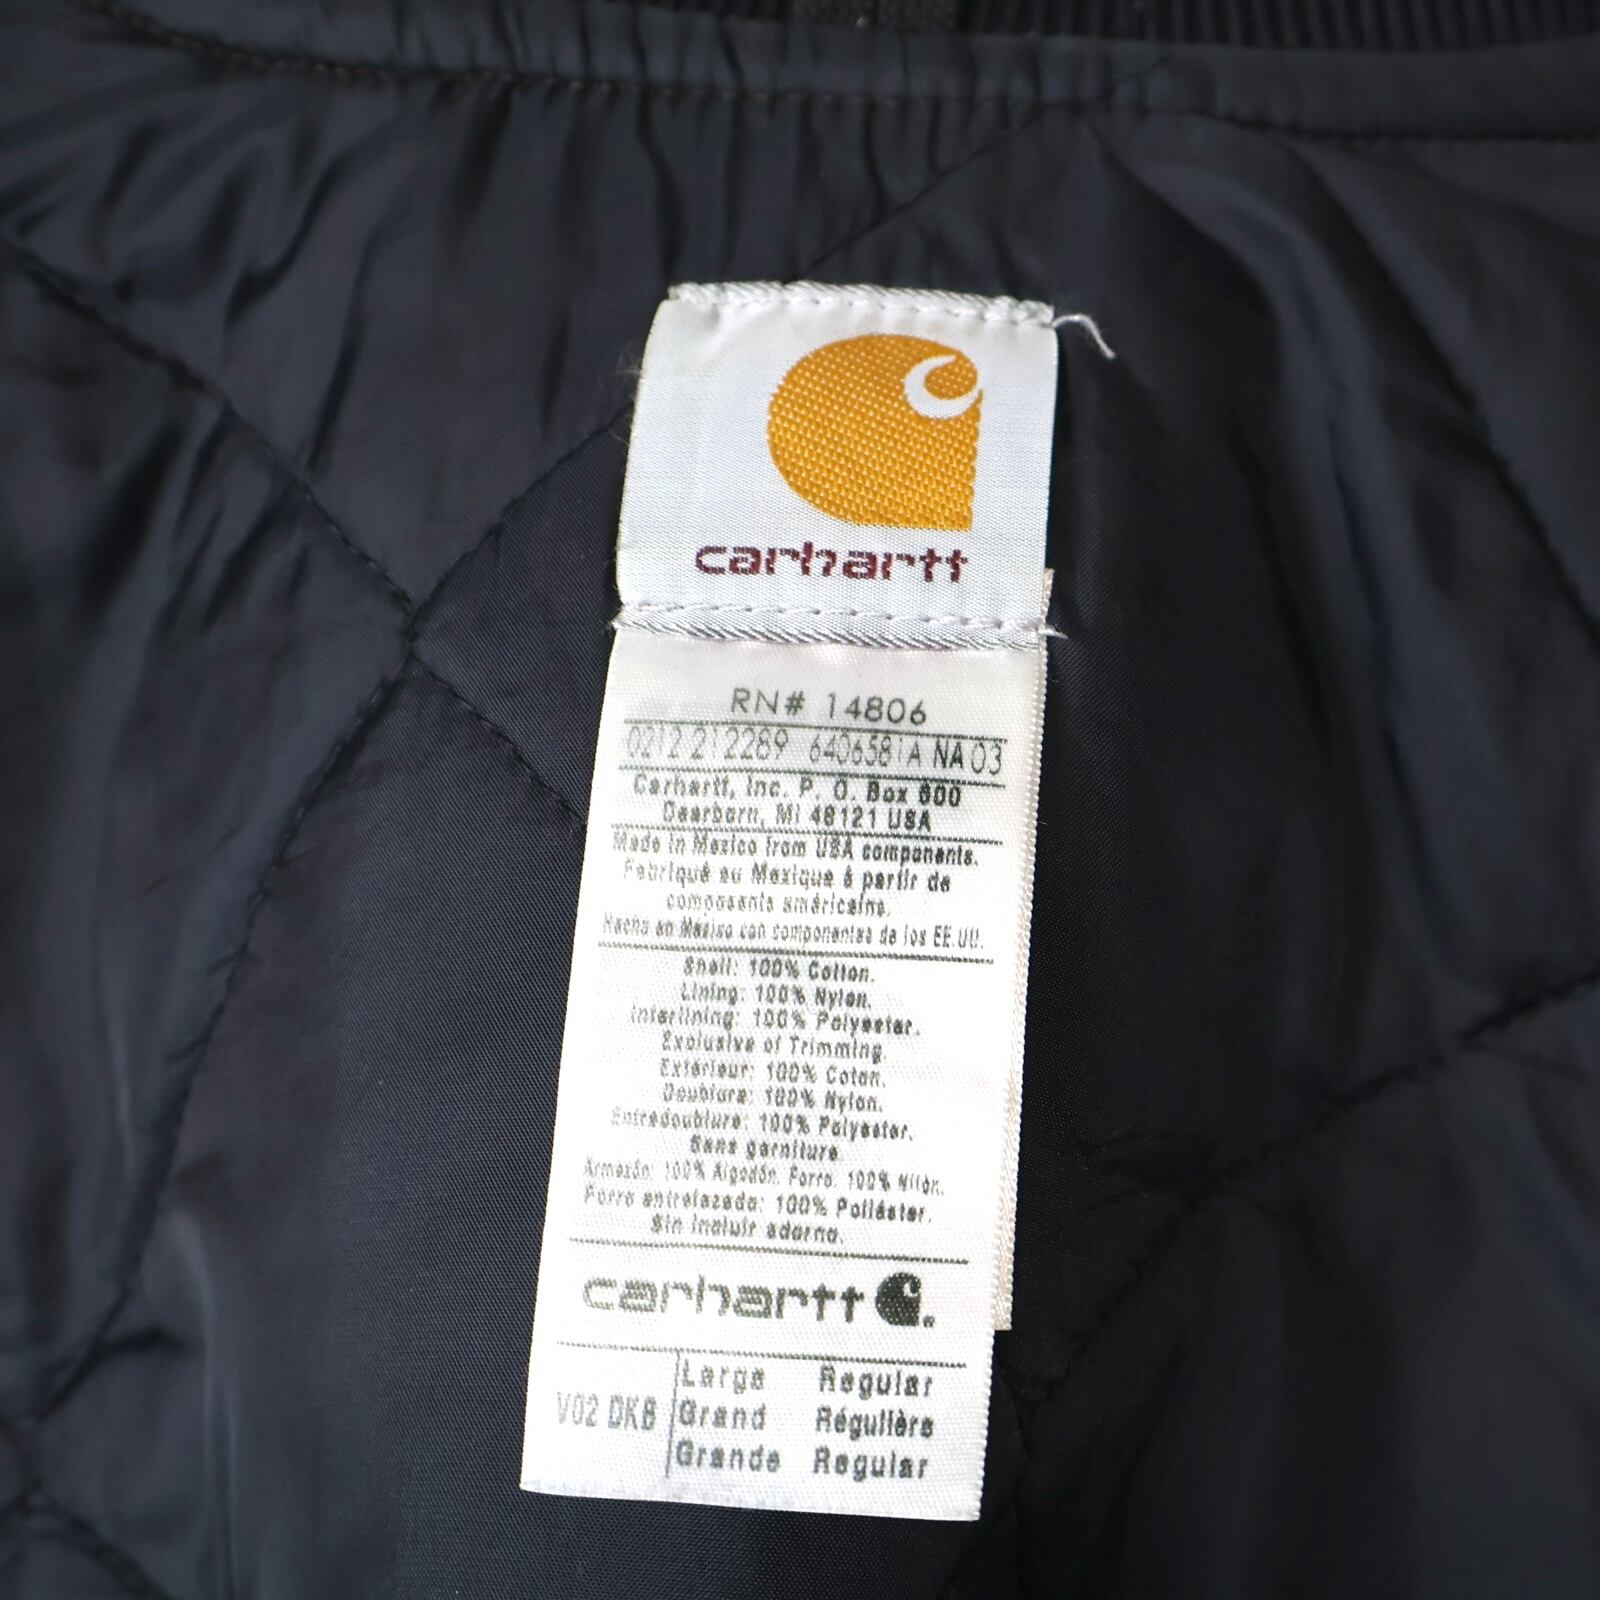 carhartt
RN# 14806
0212 212289 6406581A NA 03
Carhartt, Inc. P. O. Box 600
Dearborn, MI 48121 USA
Made in Mexico from USA components.
Fabriqué au Mexique à partir de
composants américains.
Hecho en México con componentes de los EE.UU.
Shell: 100% Cotton.
Lining: 100% Nylon.
Interlining: 100% Polyester.
Exclusive of Trimming.
Extérieur: 100% Coton.
Doublure: 100% Nylon.
Entredoublure: 100% Polyester.
Sans garniture.
Armazón: 100% Algodón. Forro: 100% Nilón.
Forro entrelazado: 100% Poliéster.
Sin incluir adorno.
carhartt
Large Regular
V02 DKB Grand Régulière
Grande Regular